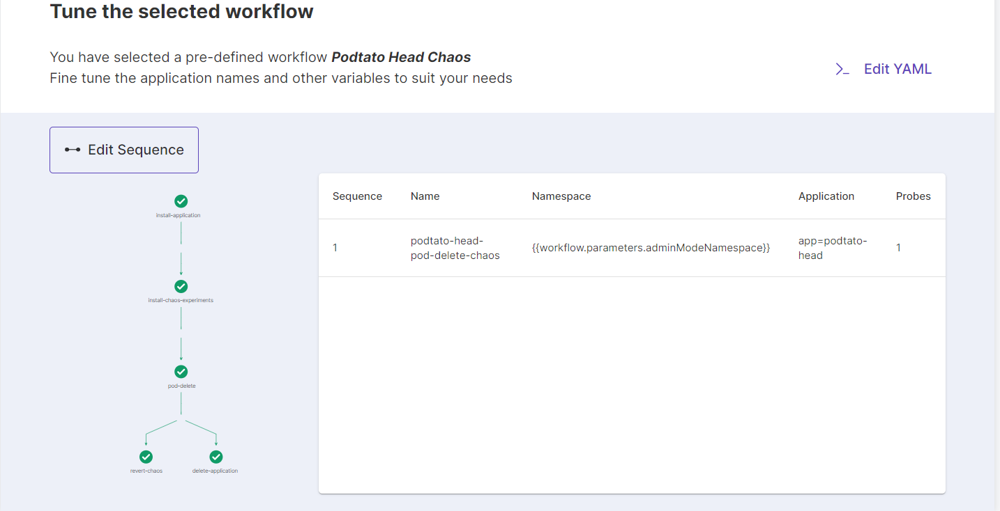 Tune the selected workflow
You have selected a pre-defined workflow Podtato Head Chaos
Fine tune the application names and other variables to suit your needs
>_ Edit YAML
Edit Sequence
install-application
install-chaos-experiments
pod-delete
revert-chaos
delete-application
Sequence Name Namespace Application Probes
1
podtato-head-
pod-delete-chaos
{{workflow.parameters.adminModeNamespace}}
app=podtato-
head
1